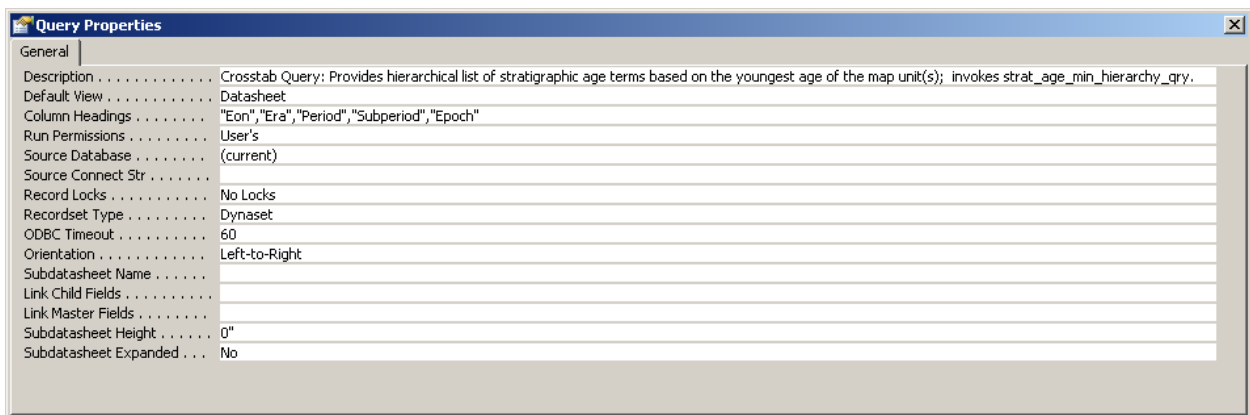 Query Properties
General
Description . . . . . . . . . . . . . Crosstab Query: Provides hierarchical list of stratigraphic age terms based on the youngest age of the map unit(s);  invokes strat_age_min_hierarchy_qry.
Default View . . . . . . . . . . . . Datasheet
Column Headings . . . . . . . . "Eon","Era","Period","Subperiod","Epoch"
Run Permissions . . . . . . . . . User's
Source Database . . . . . . . . (current)
Source Connect Str . . . . . . .
Record Locks . . . . . . . . . . . No Locks
Recordset Type . . . . . . . . . Dynaset
ODBC Timeout . . . . . . . . . . 60
Orientation . . . . . . . . . . . . Left-to-Right
Subdatasheet Name . . . . . .
Link Child Fields . . . . . . . . . .
Link Master Fields . . . . . . . .
Subdatasheet Height . . . . . . 0"
Subdatasheet Expanded . . . No